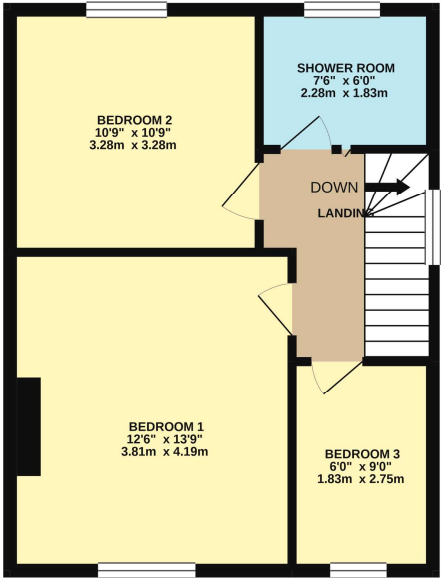 SHOWER ROOM
7'6" x 6'0"
2.28m x 1.83m
BEDROOM 2
10'9" x 10'9"
3.28m x 3.28m
DOWN
LANDING
BEDROOM 1
12'6" x 13'9"
3.81m x 4.19m
BEDROOM 3
6'0" x 9'0"
1.83m x 2.75m